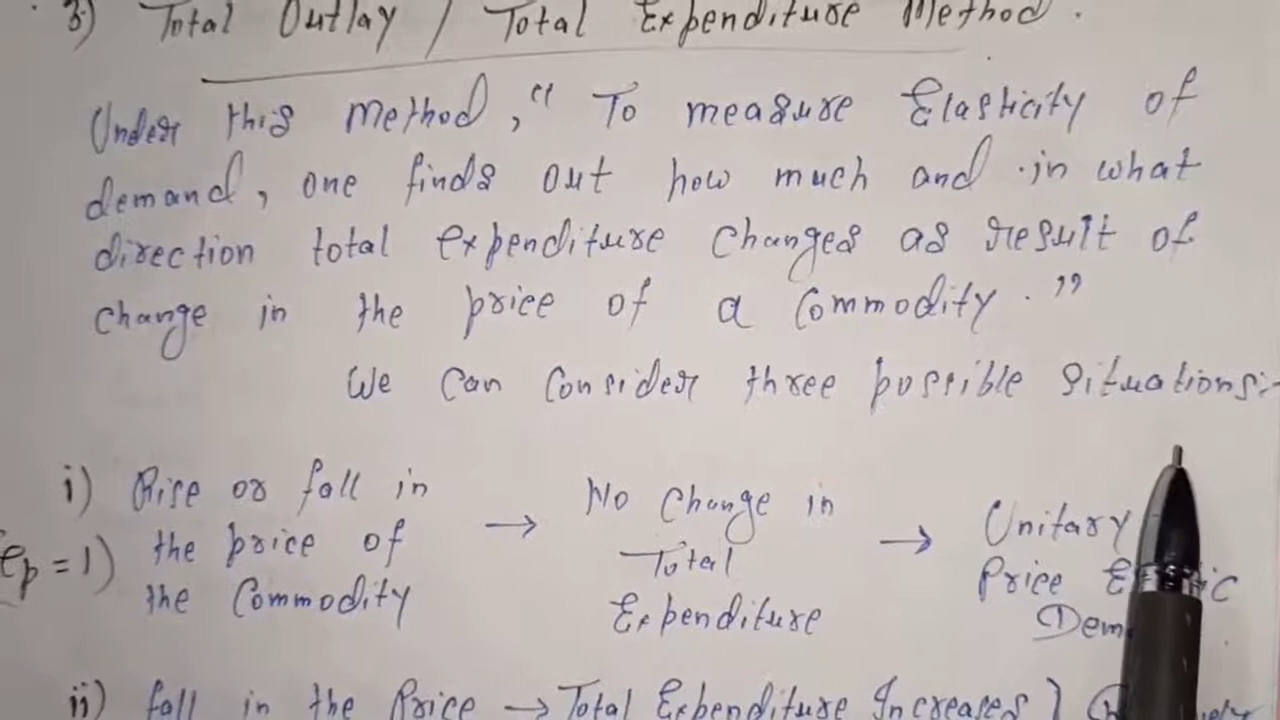 3) Total Outlay / Total Expenditure Method.
Under this Method, " To measure Elasticity of
demand, one finds out how much and in what
direction total expenditure changes as result of
change in the price of a Commodity."
We Can Consider three possible Situations:-
i) Rise or fall in No Change in Unitary
ep=1) the price of → Total → Price
the Commodity Expenditure
ii) fall in the Price → Total Expenditure Increases }